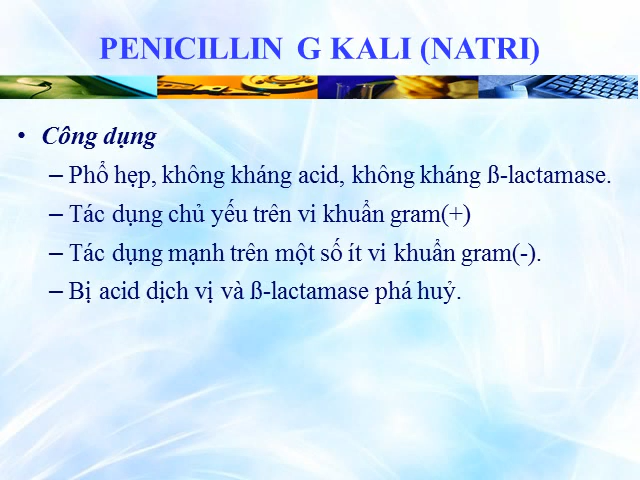 PENICILLIN G KALI (NATRI)
• Công dụng
– Phổ hẹp, không kháng acid, không kháng ß-lactamase.
– Tác dụng chủ yếu trên vi khuẩn gram(+)
– Tác dụng mạnh trên một số ít vi khuẩn gram(-).
– Bị acid dịch vị và ß-lactamase phá huỷ.